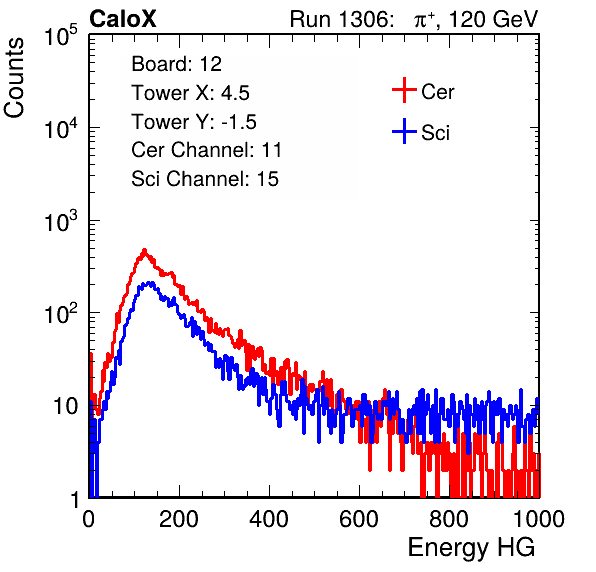 CaloX Run 1306: π⁺, 120 GeV
Counts
10⁵
10⁴
10³
10²
10
1
Board: 12
Tower X: 4.5
Tower Y: -1.5
Cer Channel: 11
Sci Channel: 15
Cer
Sci
0 200 400 600 800 1000
Energy HG